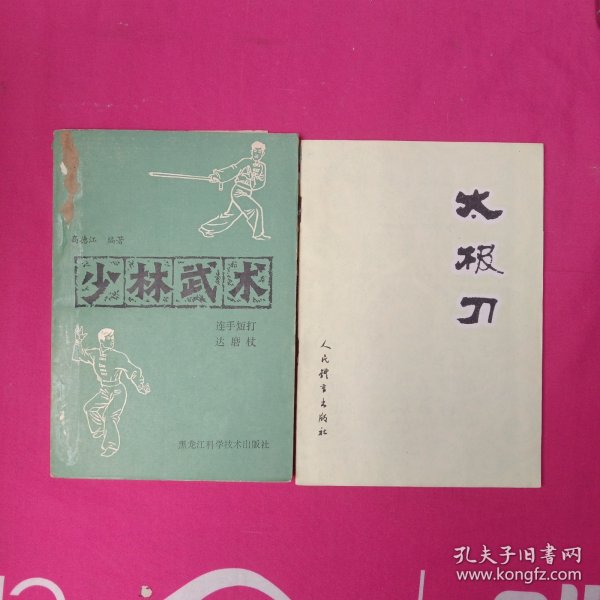 高德江 编著
少林武术
连手短打
达磨杖
黑龙江科学技术出版社
太极刀
人民體育出版社
孔夫子旧书网
www.kongfz.com